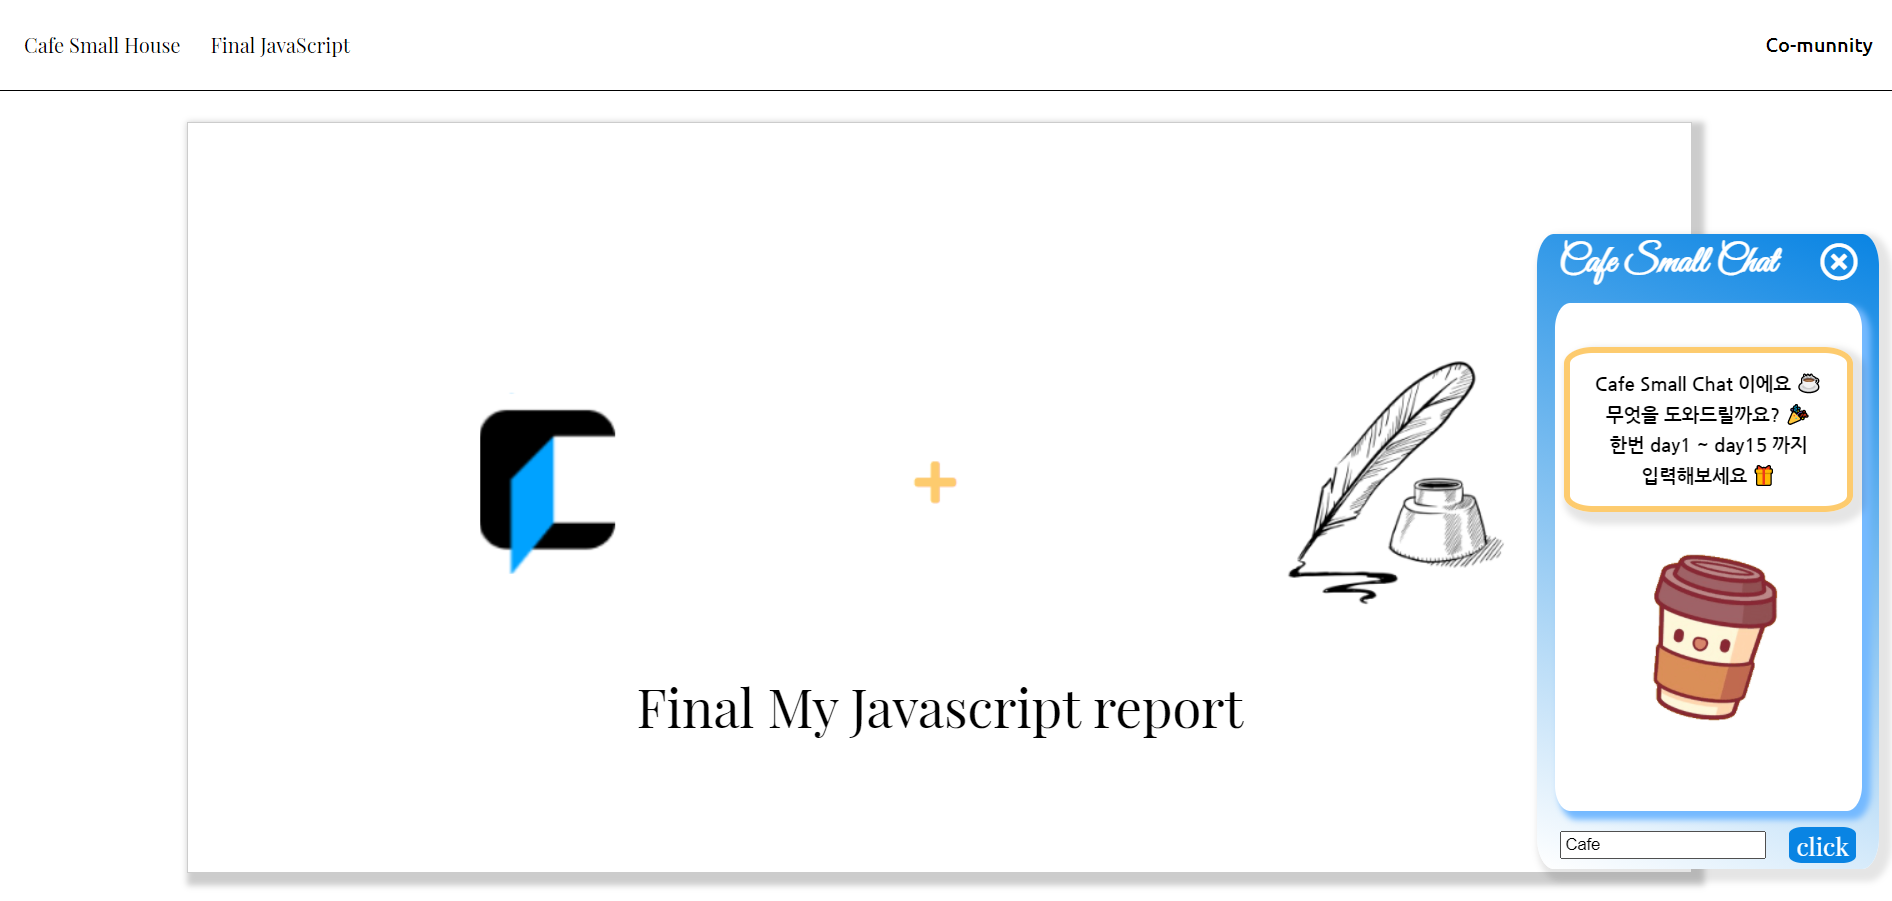 Cafe Small House
Final JavaScript
Co-munnity
Final My Javascript report
Cafe Small Chat
Cafe Small Chat 이에요 ☕
무엇을 도와드릴까요? 🎉
한번 day1 ~ day15 까지
입력해보세요 🎁
Cafe
click